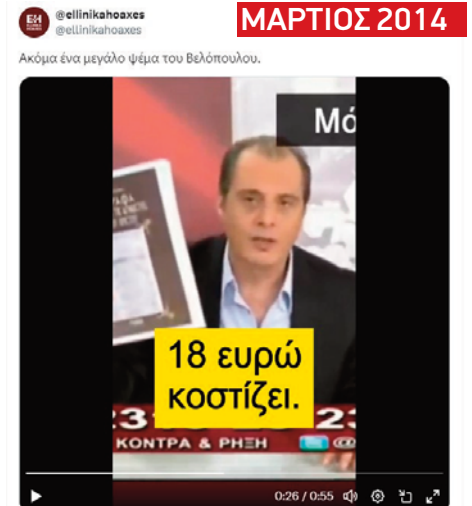 @ellinikahoaxes
@ellinikahoaxes
ΜΑΡΤΙΟΣ 2014
Ακόμα ένα μεγάλο ψέμα του Βελόπουλου.
Μό
18 ευρώ
κοστίζει.
ΚΟΝΤΡΑ & ΡΗΞΗ
0:26 / 0:55